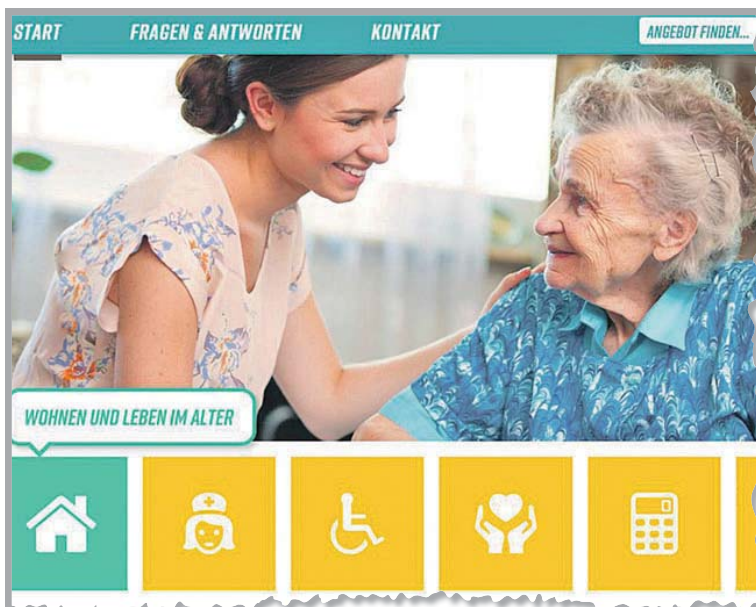 START FRAGEN & ANTWORTEN KONTAKT ANGEBOT FINDEN...
WOHNEN UND LEBEN IM ALTER